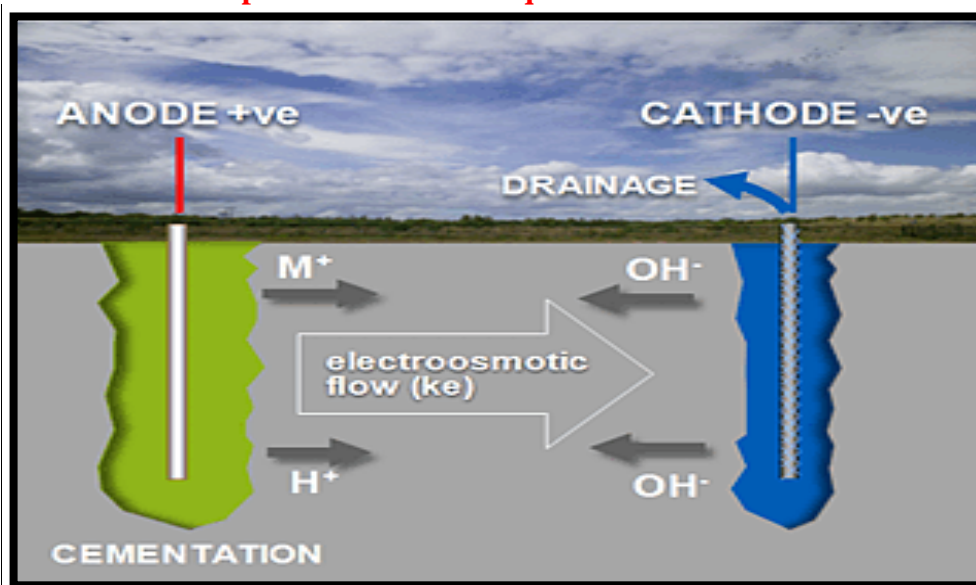 ANODE +ve
CATHODE -ve
DRAINAGE
M⁺
OH⁻
electroosmotic
flow (ke)
H⁺
OH⁻
CEMENTATION